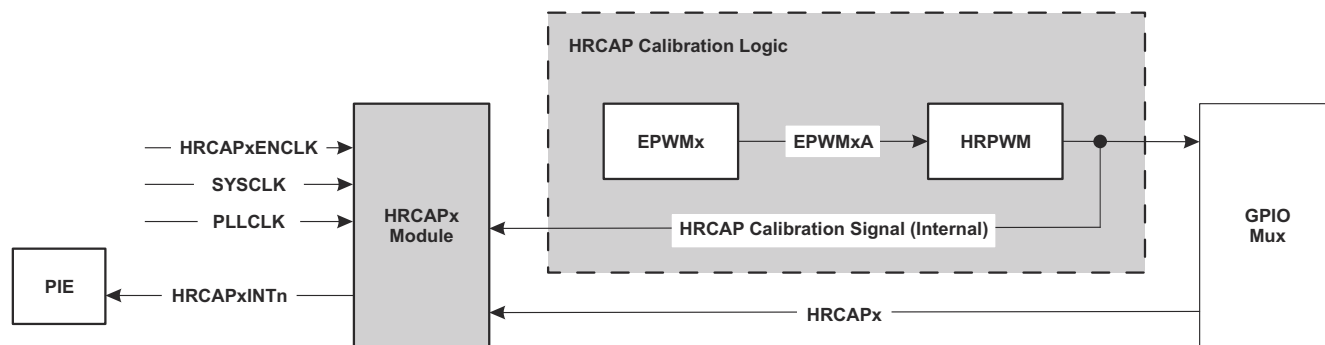 HRCAP Calibration Logic
EPWMx
EPWMxA
HRPWM
HRCAPxENCLK
SYSCLK
PLLCLK
HRCAPx
Module
HRCAP Calibration Signal (Internal)
GPIO
Mux
PIE
HRCAPxINTn
HRCAPx